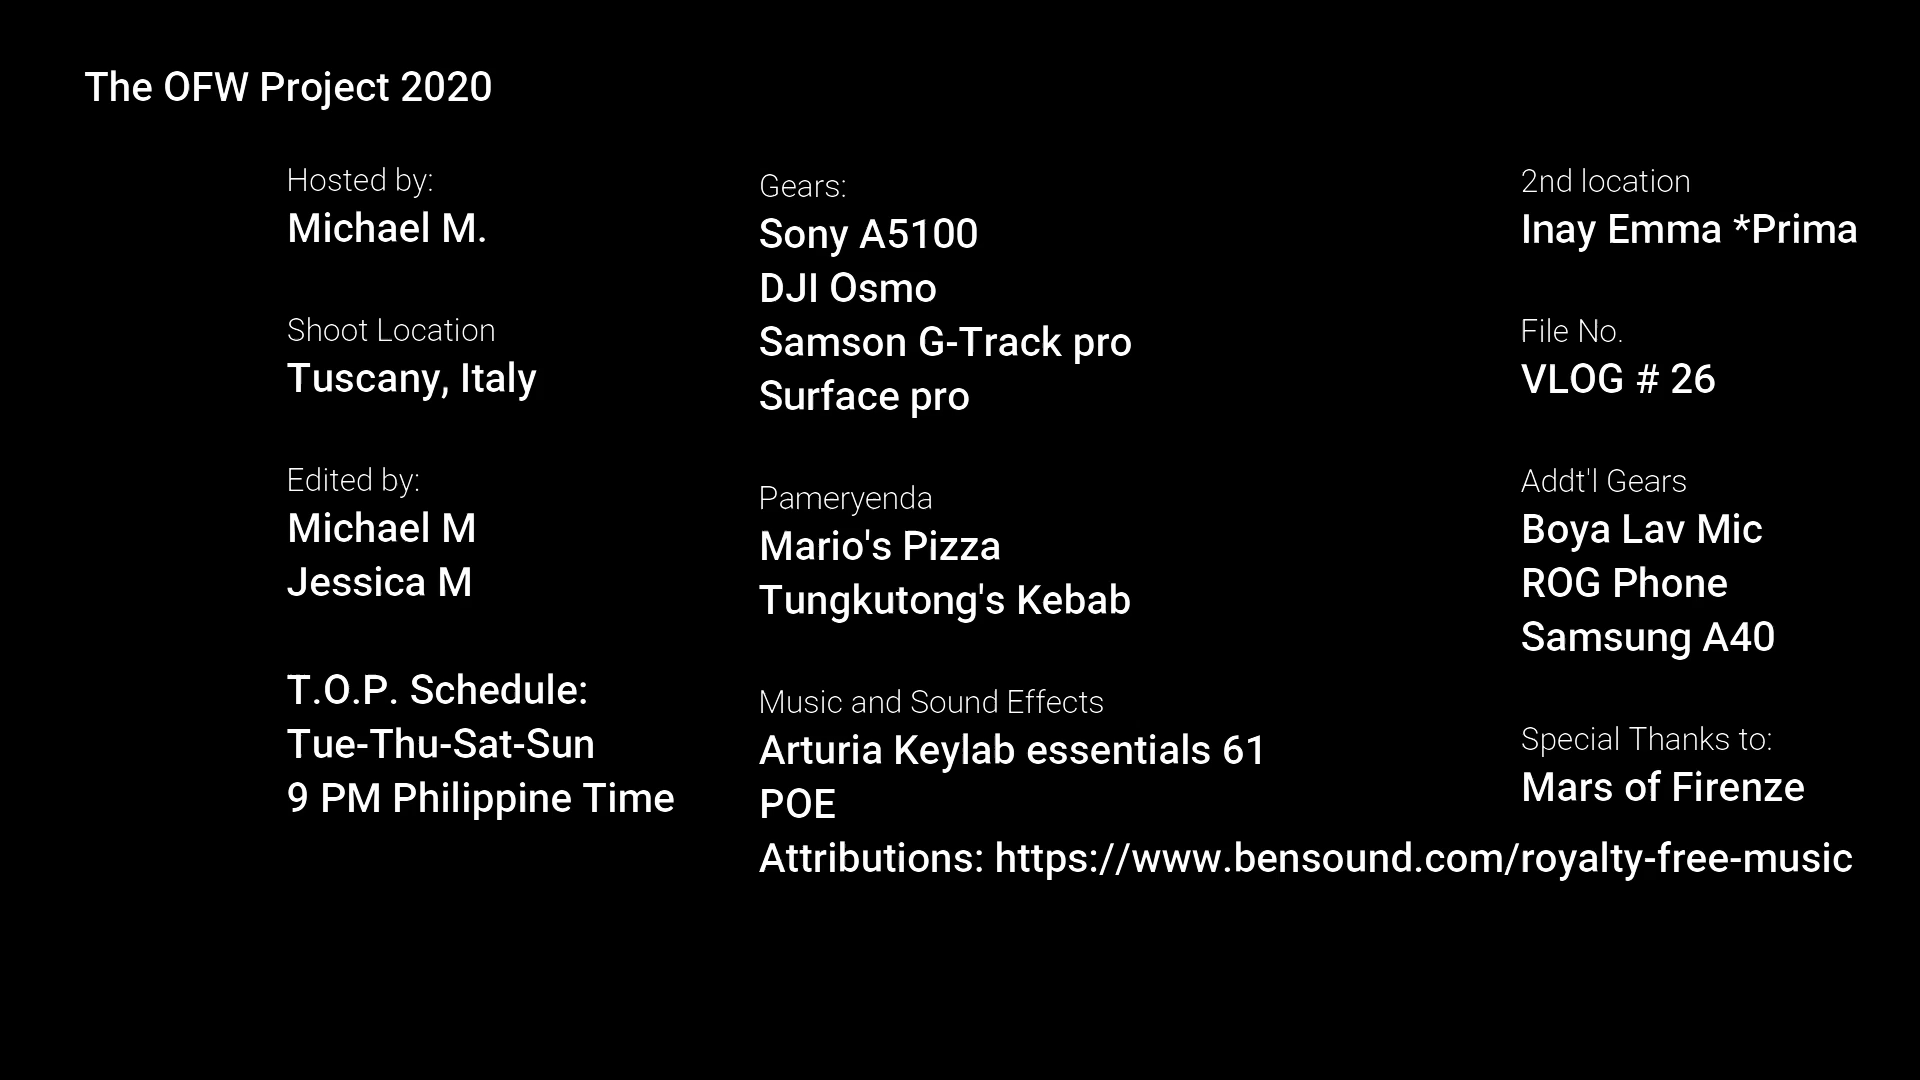 The OFW Project 2020
Hosted by:
Michael M.
Shoot Location
Tuscany, Italy
Edited by:
Michael M
Jessica M
T.O.P. Schedule:
Tue-Thu-Sat-Sun
9 PM Philippine Time
Gears:
Sony A5100
DJI Osmo
Samson G-Track pro
Surface pro
Pameryenda
Mario's Pizza
Tungkutong's Kebab
Music and Sound Effects
Arturia Keylab essentials 61
POE
Attributions: https://www.bensound.com/royalty-free-music
2nd location
Inay Emma *Prima
File No.
VLOG # 26
Addt'l Gears
Boya Lav Mic
ROG Phone
Samsung A40
Special Thanks to:
Mars of Firenze